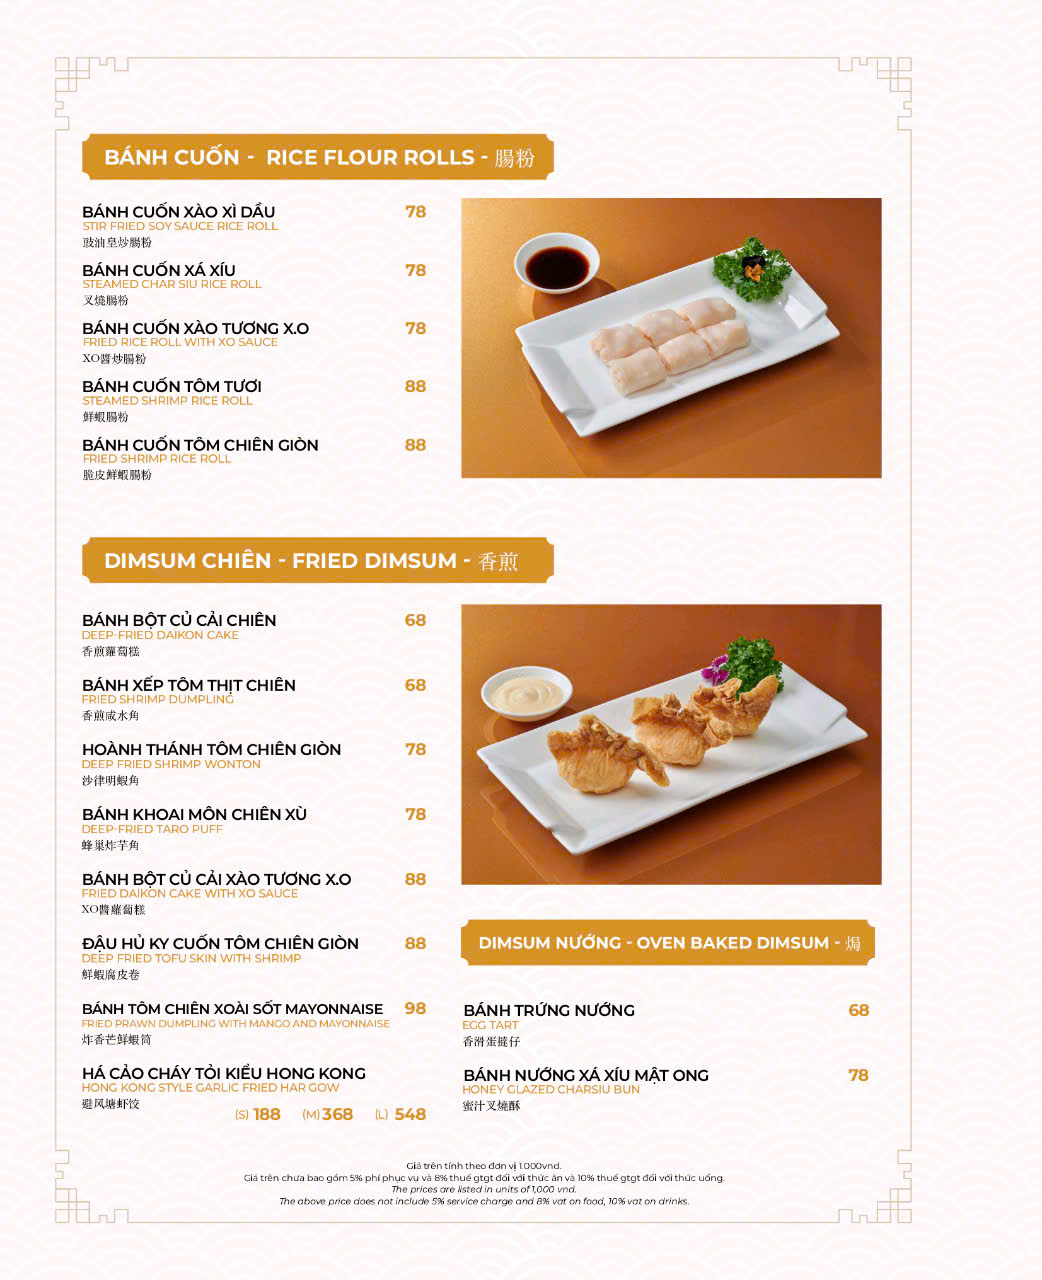 BÁNH CUỐN - RICE FLOUR ROLLS - 腸粉
BÁNH CUỐN XÀO XÌ DẦU 78
STIR FRIED SOY SAUCE RICE ROLL
豉油皇炒腸粉
BÁNH CUỐN XÁ XÍU 78
STEAMED CHAR SIU RICE ROLL
叉燒腸粉
BÁNH CUỐN XÀO TƯƠNG X.O 78
FRIED RICE ROLL WITH XO SAUCE
XO醬炒腸粉
BÁNH CUỐN TÔM TƯƠI 88
STEAMED SHRIMP RICE ROLL
鮮蝦腸粉
BÁNH CUỐN TÔM CHIÊN GIÒN 88
FRIED SHRIMP RICE ROLL
脆皮鮮蝦腸粉
DIMSUM CHIÊN - FRIED DIMSUM - 香煎
BÁNH BỘT CỦ CẢI CHIÊN 68
DEEP-FRIED DAIKON CAKE
香煎蘿蔔糕
BÁNH XẾP TÔM THỊT CHIÊN 68
FRIED SHRIMP DUMPLING
香煎咸水角
HOÀNH THÁNH TÔM CHIÊN GIÒN 78
DEEP FRIED SHRIMP WONTON
沙律明蝦角
BÁNH KHOAI MÔN CHIÊN XÙ 78
DEEP-FRIED TARO PUFF
蜂巢炸芋角
BÁNH BỘT CỦ CẢI XÀO TƯƠNG X.O 88
FRIED DAIKON CAKE WITH XO SAUCE
XO醬蘿蔔糕
ĐẬU HỦ KY CUỐN TÔM CHIÊN GIÒN 88
DEEP FRIED TOFU SKIN WITH SHRIMP
鮮蝦腐皮卷
BÁNH TÔM CHIÊN XOÀI SỐT MAYONNAISE 98
FRIED PRAWN DUMPLING WITH MANGO AND MAYONNAISE
炸香芒鮮蝦筒
HÁ CẢO CHÁY TỎI KIỂU HONG KONG
HONG KONG STYLE GARLIC FRIED HAR GOW
避风塘虾饺
(S) 188 (M) 368 (L) 548
DIMSUM NƯỚNG - OVEN BAKED DIMSUM - 焗
BÁNH TRỨNG NƯỚNG 68
EGG TART
香滑蛋撻仔
BÁNH NƯỚNG XÁ XÍU MẬT ONG 78
HONEY GLAZED CHARSIU BUN
蜜汁叉燒酥
Giá trên tính theo đơn vị 1.000vnd.
Giá trên chưa bao gồm 5% phí phục vụ và 8% thuế gtgt đối với thức ăn và 10% thuế gtgt đối với thức uống.
The prices are listed in units of 1,000 vnd.
The above price does not include 5% service charge and 8% vat on food, 10% vat on drinks.